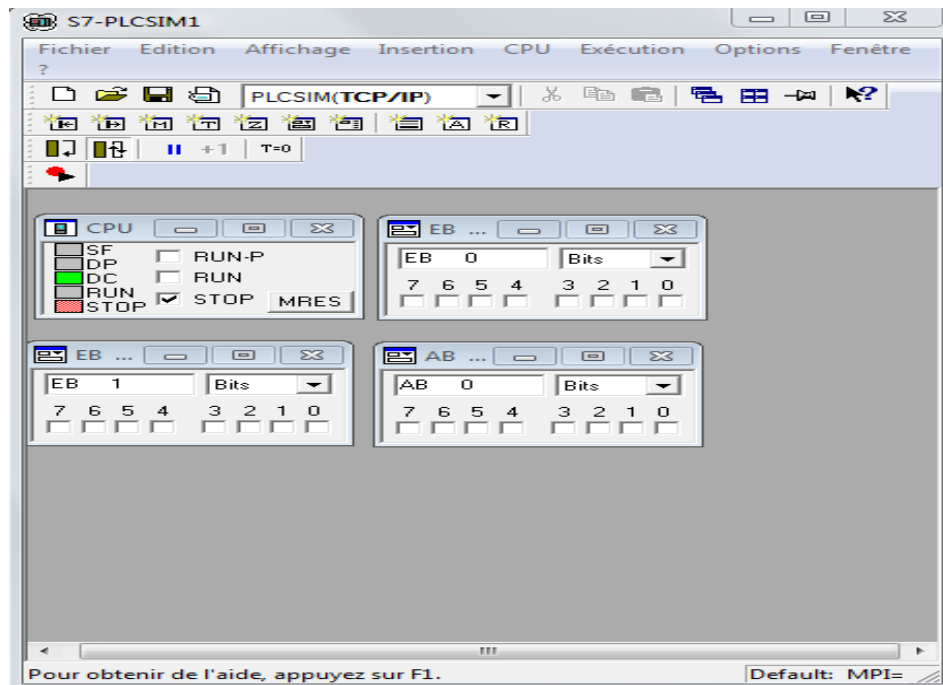 S7-PLCSIM1
Fichier Edition Affichage Insertion CPU Exécution Options Fenêtre
?
PLCSIM(TCP/IP)
+1 T=0
CPU
SF
DP
DC
RUN
STOP
RUN-P
RUN
STOP
MRES
EB ...
EB 0 Bits
7 6 5 4 3 2 1 0
EB ...
EB 1 Bits
7 6 5 4 3 2 1 0
AB ...
AB 0 Bits
7 6 5 4 3 2 1 0
Pour obtenir de l'aide, appuyez sur F1.
Default: MPI=